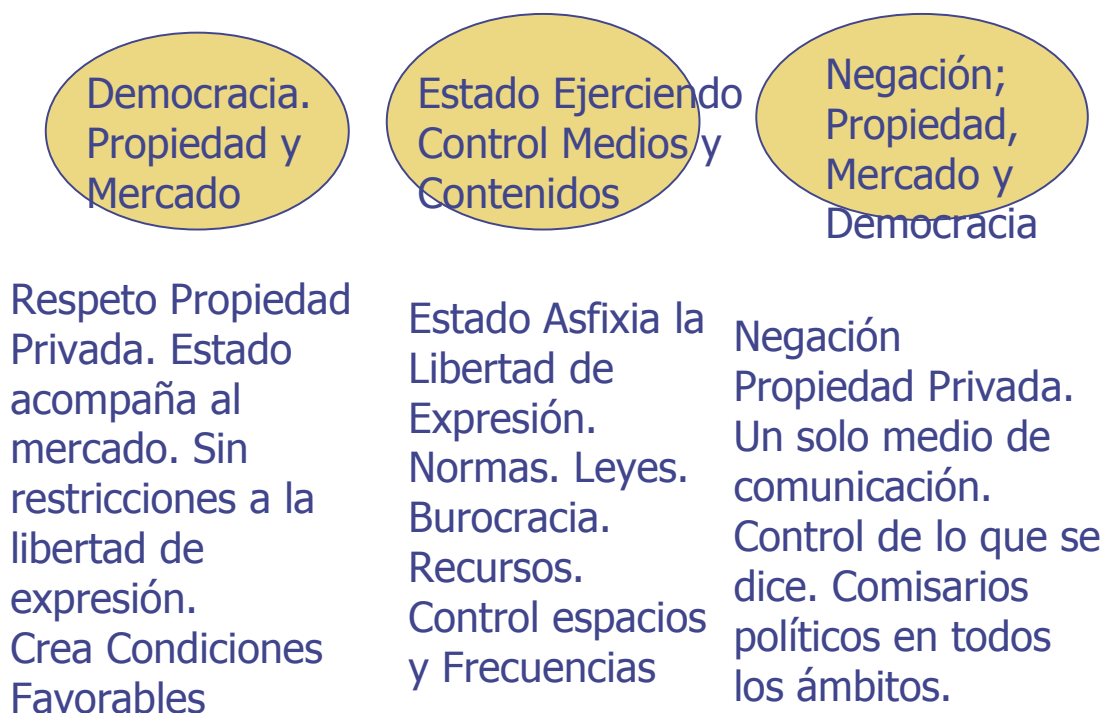 Democracia.
Propiedad y
Mercado
Estado Ejerciendo
Control Medios y
Contenidos
Negación;
Propiedad,
Mercado y
Democracia
Respeto Propiedad
Privada. Estado
acompaña al
mercado. Sin
restricciones a la
libertad de
expresión.
Crea Condiciones
Favorables
Estado Asfixia la
Libertad de
Expresión.
Normas. Leyes.
Burocracia.
Recursos.
Control espacios
y Frecuencias
Negación
Propiedad Privada.
Un solo medio de
comunicación.
Control de lo que se
dice. Comisarios
políticos en todos
los ámbitos.